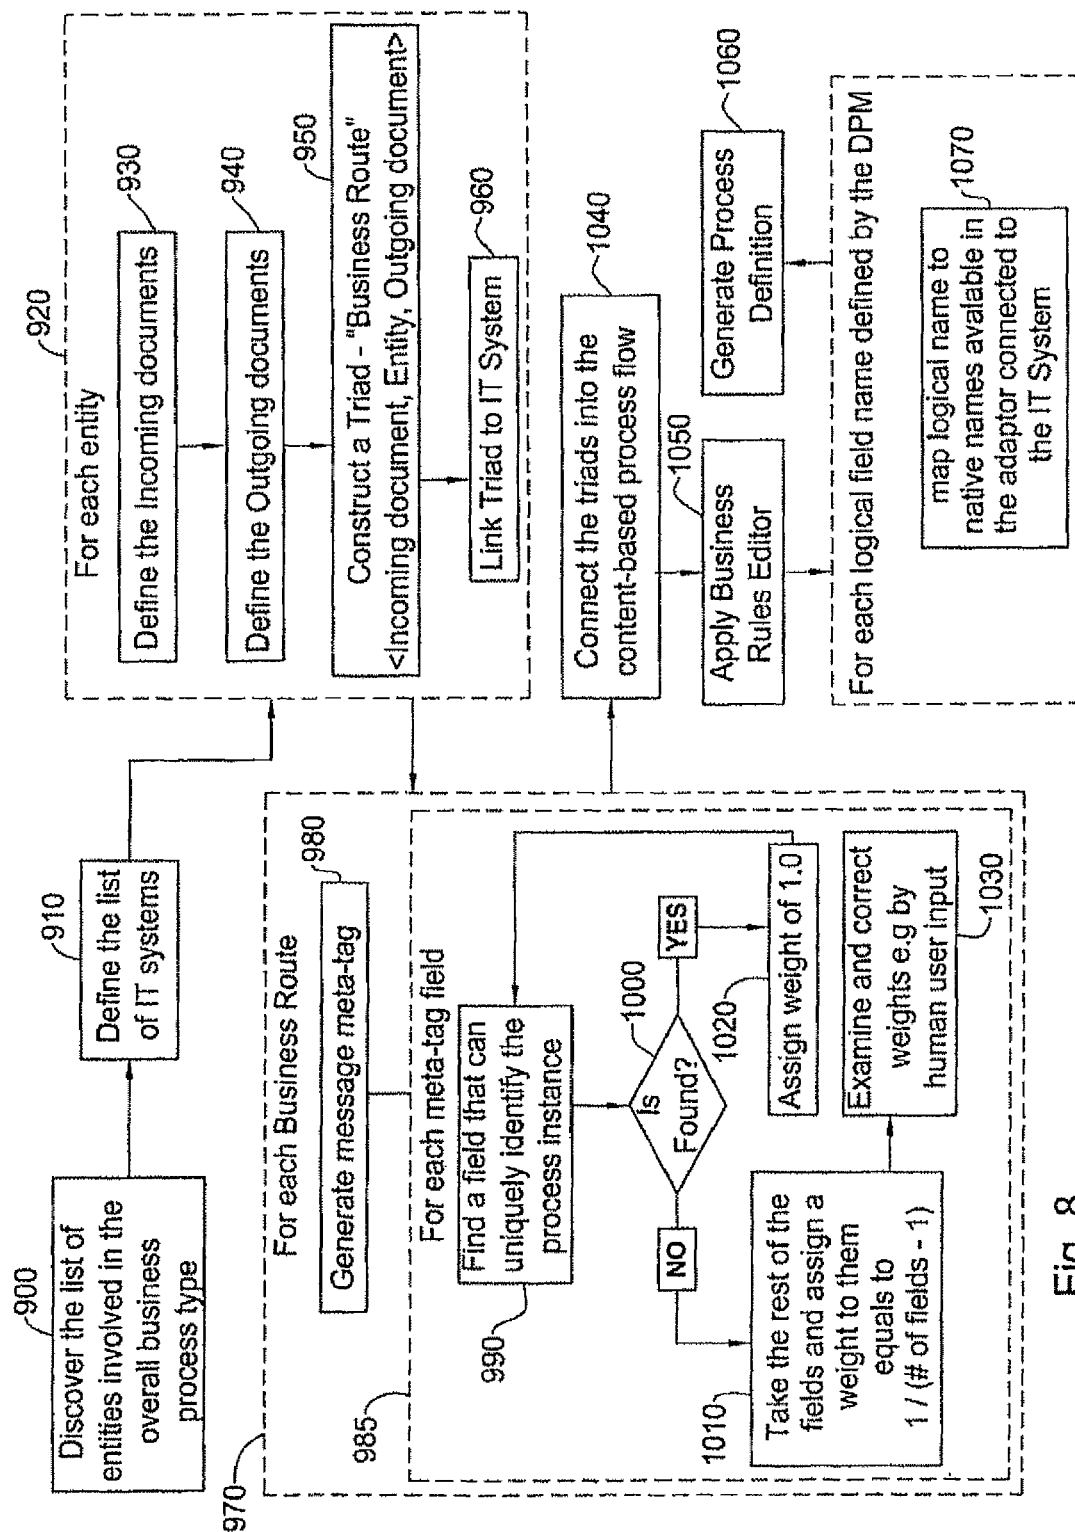 900
Discover the list of
entities involved in the
overall business
process type
910
Define the list
of IT systems
920
For each entity
930
Define the Incoming documents
940
Define the Outgoing documents
950
Construct a Triad - "Business Route"
<Incoming document, Entity, Outgoing document>
960
Link Triad to IT System
970
For each Business Route
980
Generate message meta-tag
985
For each meta-tag field
990
Find a field that can
uniquely identify the
process instance
1000
Is
Found?
NO
YES
1010
Take the rest of the
fields and assign a
weight to them
equals to
1 / (# of fields - 1)
1020
Assign weight of 1.0
Examine and correct
weights e.g by
human user input
1030
1040
Connect the triads into the
content-based process flow
1050
Apply Business
Rules Editor
1060
Generate Process
Definition
For each logical field name defined by the DPM
1070
map logical name to
native names avalable in
the adaptor connected to
the IT System
Fig. 8